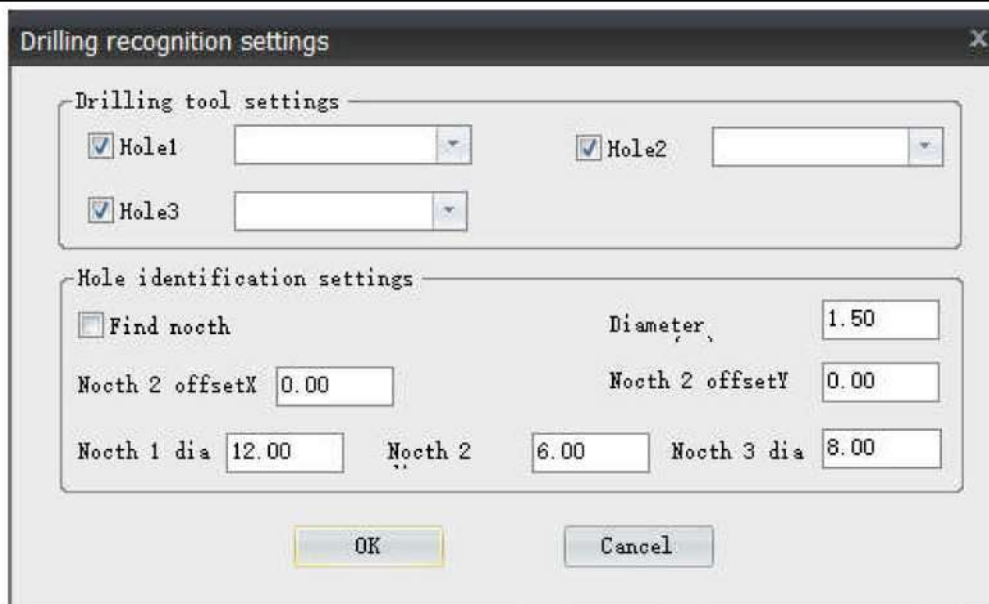 Drilling recognition settings x
Drilling tool settings
Hole1 Hole2
Hole3
Hole identification settings
Find nocth Diameter 1.50
Nocth 2 offsetX 0.00 Nocth 2 offsetY 0.00
Nocth 1 dia 12.00 Nocth 2 6.00 Nocth 3 dia 8.00
OK Cancel